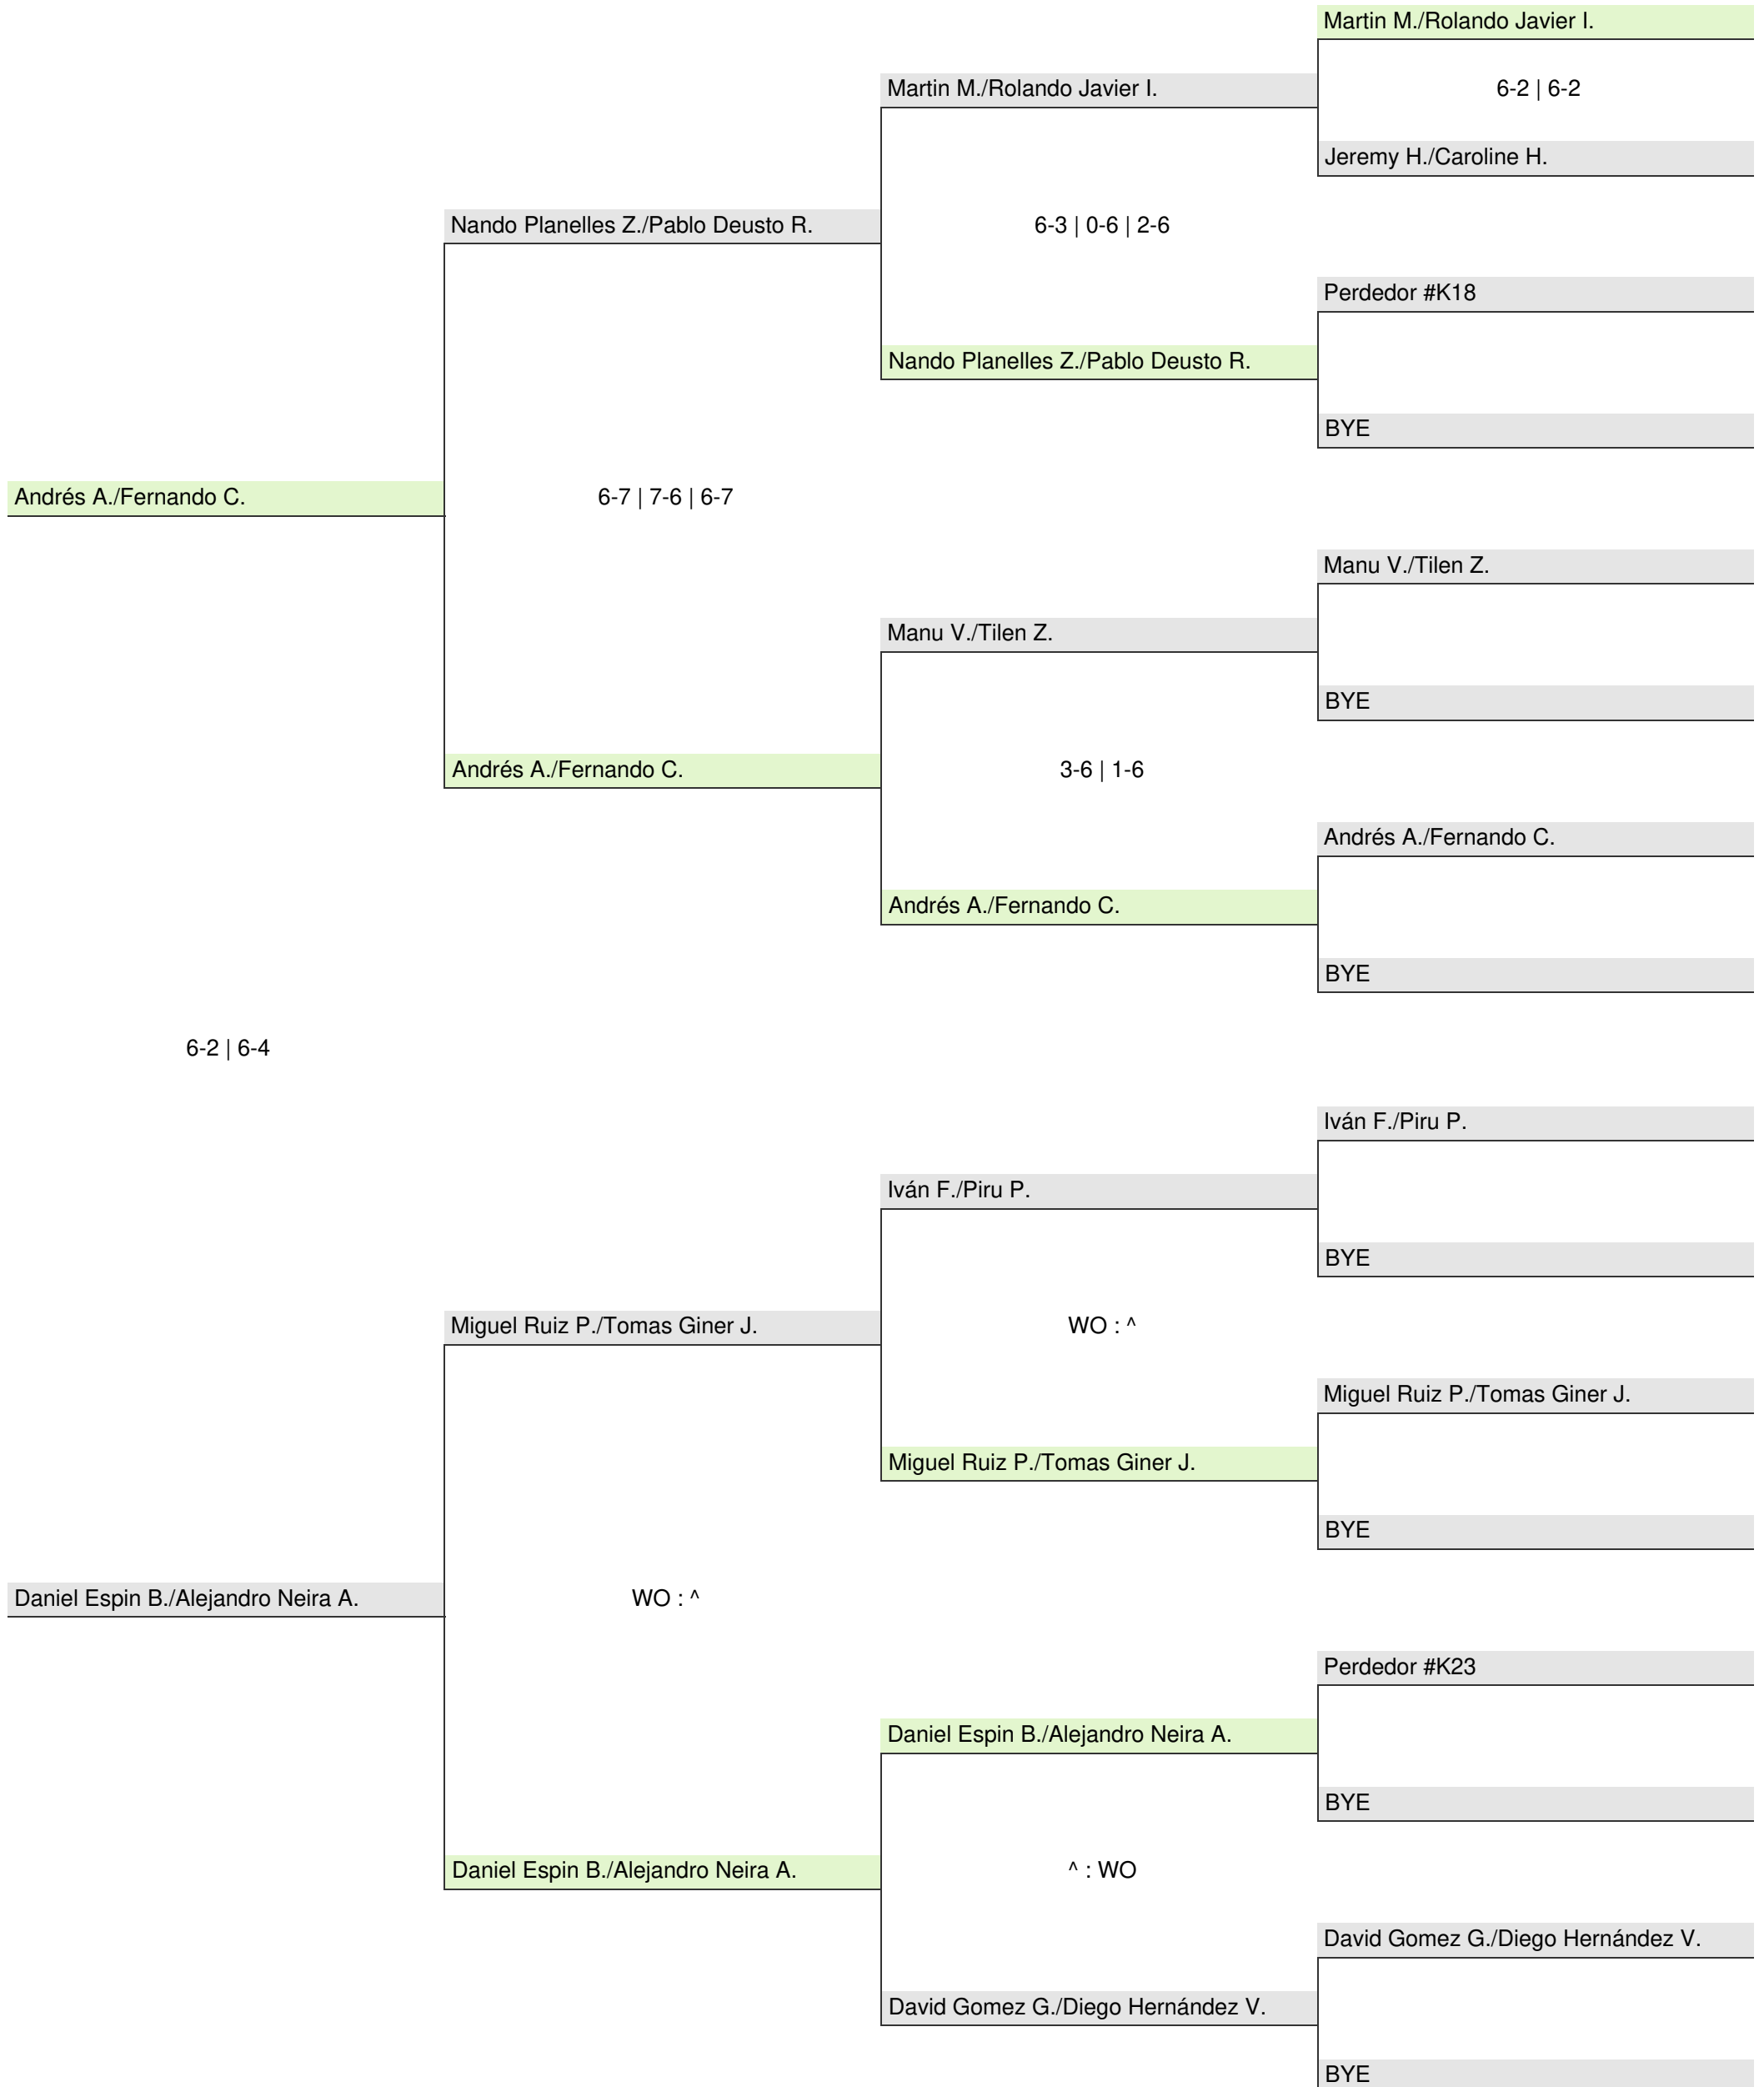 Martin M./Rolando Javier I.
Martin M./Rolando Javier I.
6-2 | 6-2
Jeremy H./Caroline H.
Nando Planelles Z./Pablo Deusto R.
6-3 | 0-6 | 2-6
Perdedor #K18
Nando Planelles Z./Pablo Deusto R.
BYE
Andrés A./Fernando C.
6-7 | 7-6 | 6-7
Manu V./Tilen Z.
Manu V./Tilen Z.
BYE
Andrés A./Fernando C.
3-6 | 1-6
Andrés A./Fernando C.
Andrés A./Fernando C.
BYE
6-2 | 6-4
Iván F./Piru P.
Iván F./Piru P.
BYE
Miguel Ruiz P./Tomas Giner J.
WO : ^
Miguel Ruiz P./Tomas Giner J.
Miguel Ruiz P./Tomas Giner J.
BYE
Daniel Espin B./Alejandro Neira A.
WO : ^
Perdedor #K23
Daniel Espin B./Alejandro Neira A.
BYE
Daniel Espin B./Alejandro Neira A.
^ : WO
David Gomez G./Diego Hernández V.
David Gomez G./Diego Hernández V.
BYE